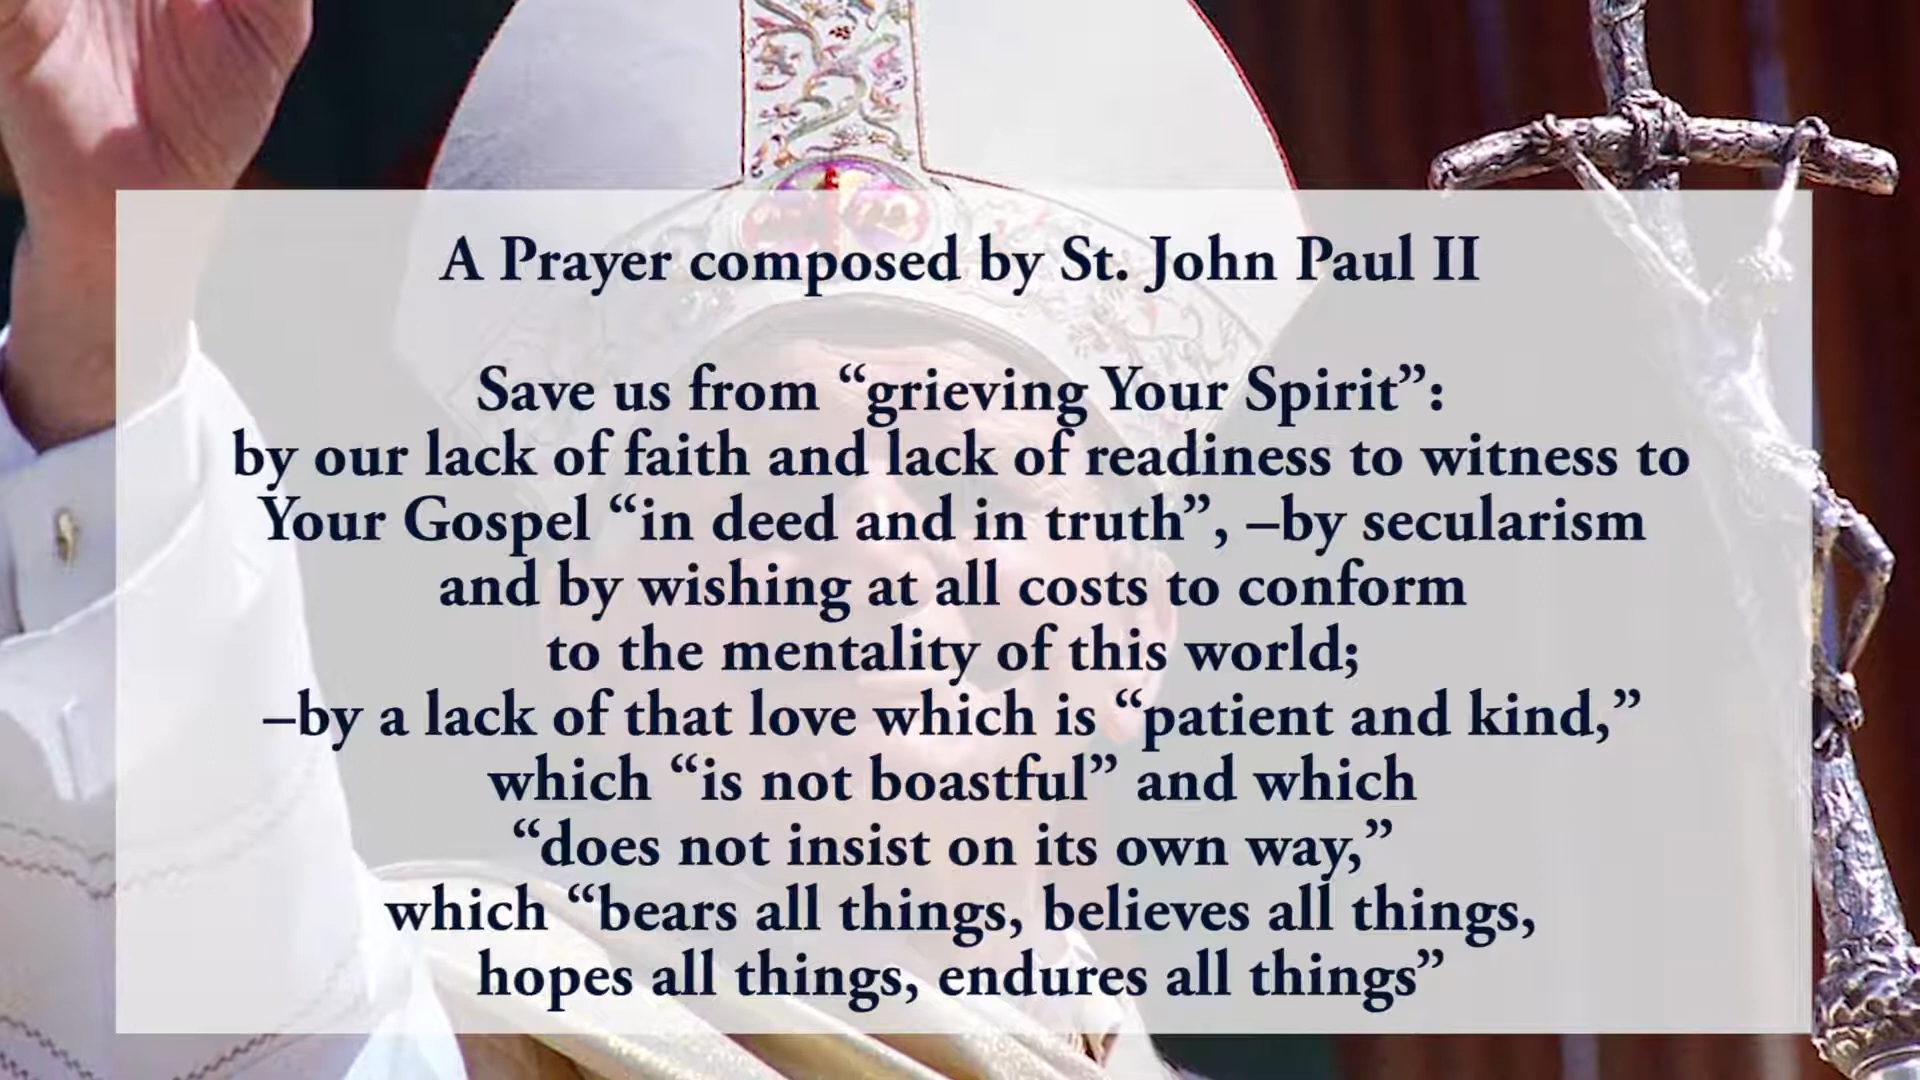 A Prayer composed by St. John Paul II
Save us from “grieving Your Spirit”:
by our lack of faith and lack of readiness to witness to
Your Gospel “in deed and in truth”, –by secularism
and by wishing at all costs to conform
to the mentality of this world;
–by a lack of that love which is “patient and kind,”
which “is not boastful” and which
“does not insist on its own way,”
which “bears all things, believes all things,
hopes all things, endures all things”